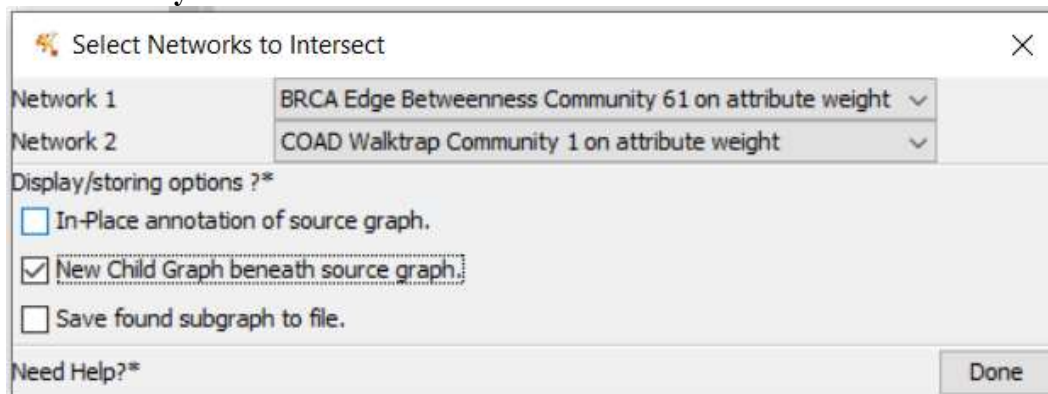 Select Networks to Intersect
Network 1 BRCA Edge Betweenness Community 61 on attribute weight
Network 2 COAD Walktrap Community 1 on attribute weight
Display/storing options ?*
In-Place annotation of source graph.
New Child Graph beneath source graph.
Save found subgraph to file.
Need Help?* Done